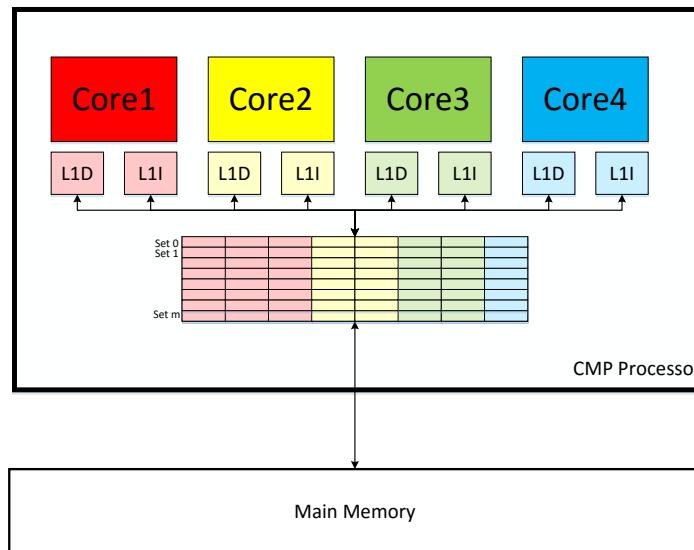 Core1 Core2 Core3 Core4
L1D L1I L1D L1I L1D L1I L1D L1I
Set 0
Set 1
Set m
CMP Processo
Main Memory